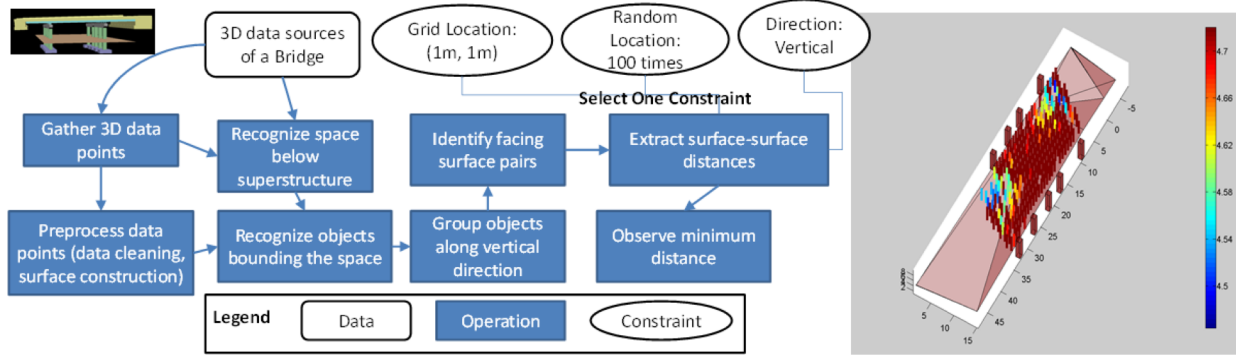 3D data sources
of a Bridge
Grid Location:
(1m, 1m)
Random
Location:
100 times
Direction:
Vertical
Select One Constraint
Gather 3D data
points
Recognize space
below
superstructure
Identify facing
surface pairs
Extract surface-surface
distances
Preprocess data
points (data cleaning,
surface construction)
Recognize objects
bounding the space
Group objects
along vertical
direction
Observe minimum
distance
Legend
Data
Operation
Constraint
4.7
4.66
4.62
4.58
4.54
4.5
-5
0
5
10
15
20
25
30
35
40
45
5
10
15
2